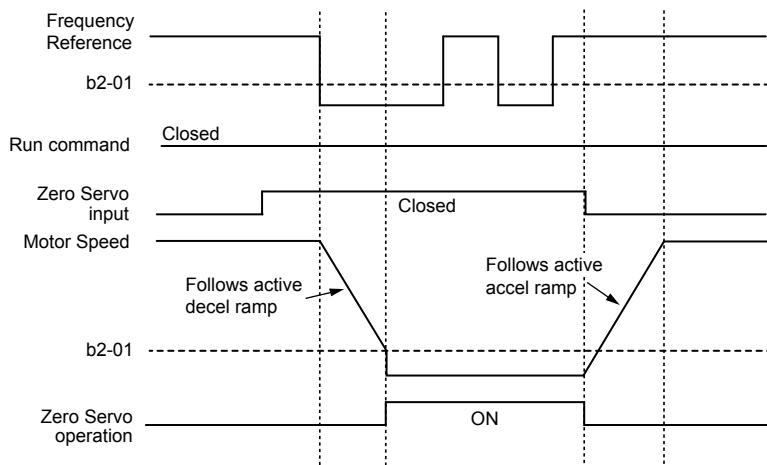 Frequency
Reference
b2-01
Run command
Closed
Zero Servo
input
Closed
Motor Speed
Follows active
decel ramp
Follows active
accel ramp
b2-01
Zero Servo
operation
ON